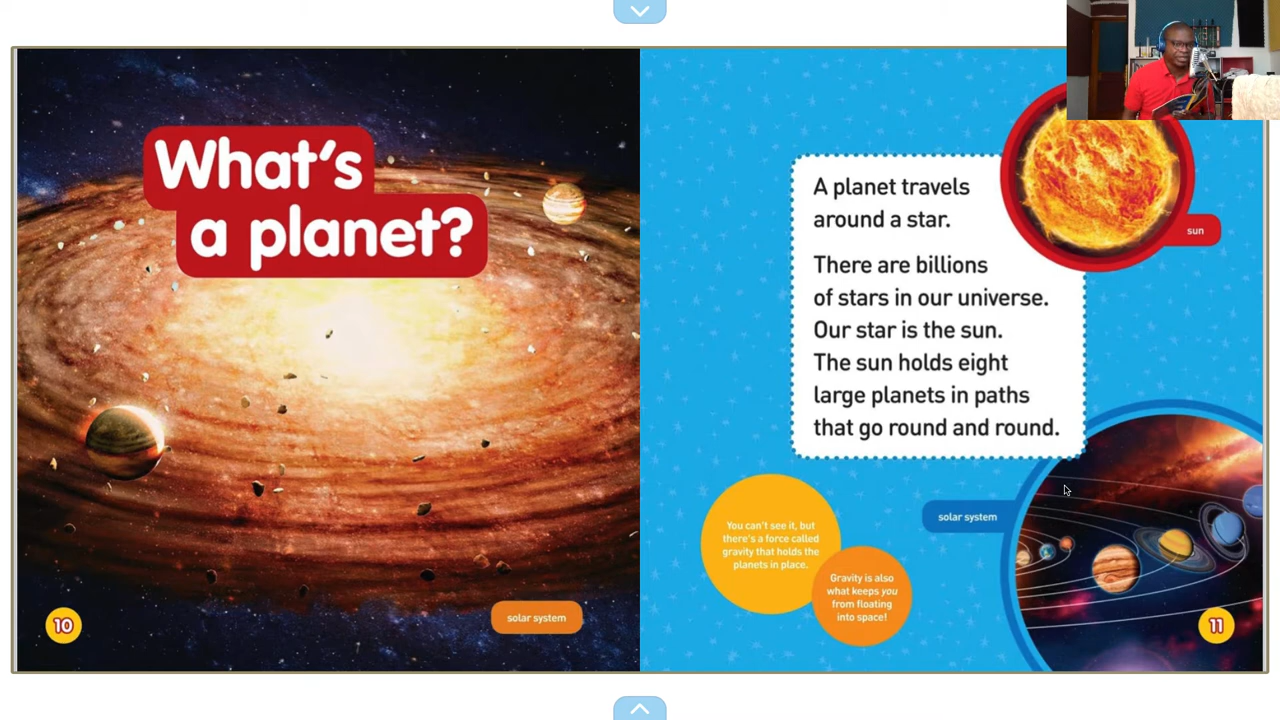 What's
a planet?
10
solar system
A planet travels
around a star.
There are billions
of stars in our universe.
Our star is the sun.
The sun holds eight
large planets in paths
that go round and round.
sun
You can't see it, but
there's a force called
gravity that holds the
planets in place.
Gravity is also
what keeps you
from floating
into space!
solar system
11